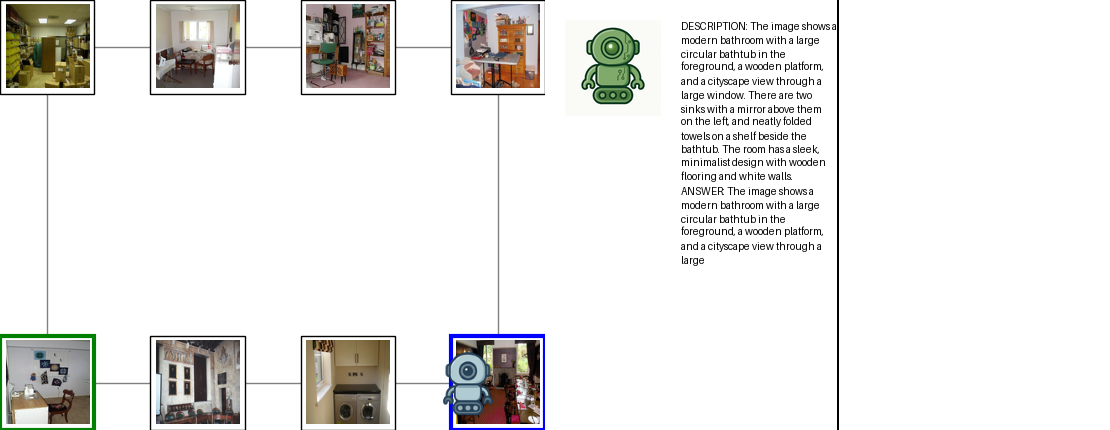 DESCRIPTION: The image shows a
modern bathroom with a large
circular bathtub in the
foreground, a wooden platform,
and a cityscape view through a
large window. There are two
sinks with a mirror above them
on the left, and neatly folded
towels on a shelf beside the
bathtub. The room has a sleek,
minimalist design with wooden
flooring and white walls.
ANSWER: The image shows a
modern bathroom with a large
circular bathtub in the
foreground, a wooden platform,
and a cityscape view through a
large